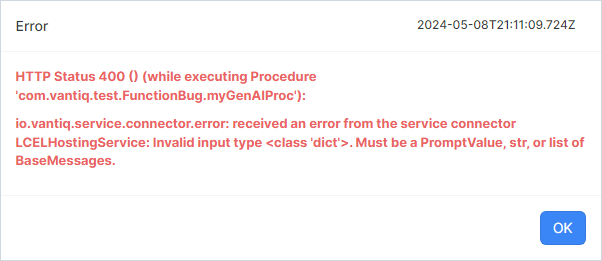 Error
2024-05-08T21:11:09.724Z
HTTP Status 400 () (while executing Procedure
'com.vantiq.test.FunctionBug.myGenAIProc'):
io.vantiq.service.connector.error: received an error from the service connector
LCELHostingService: Invalid input type <class 'dict'>. Must be a PromptValue, str, or list of
BaseMessages.
OK